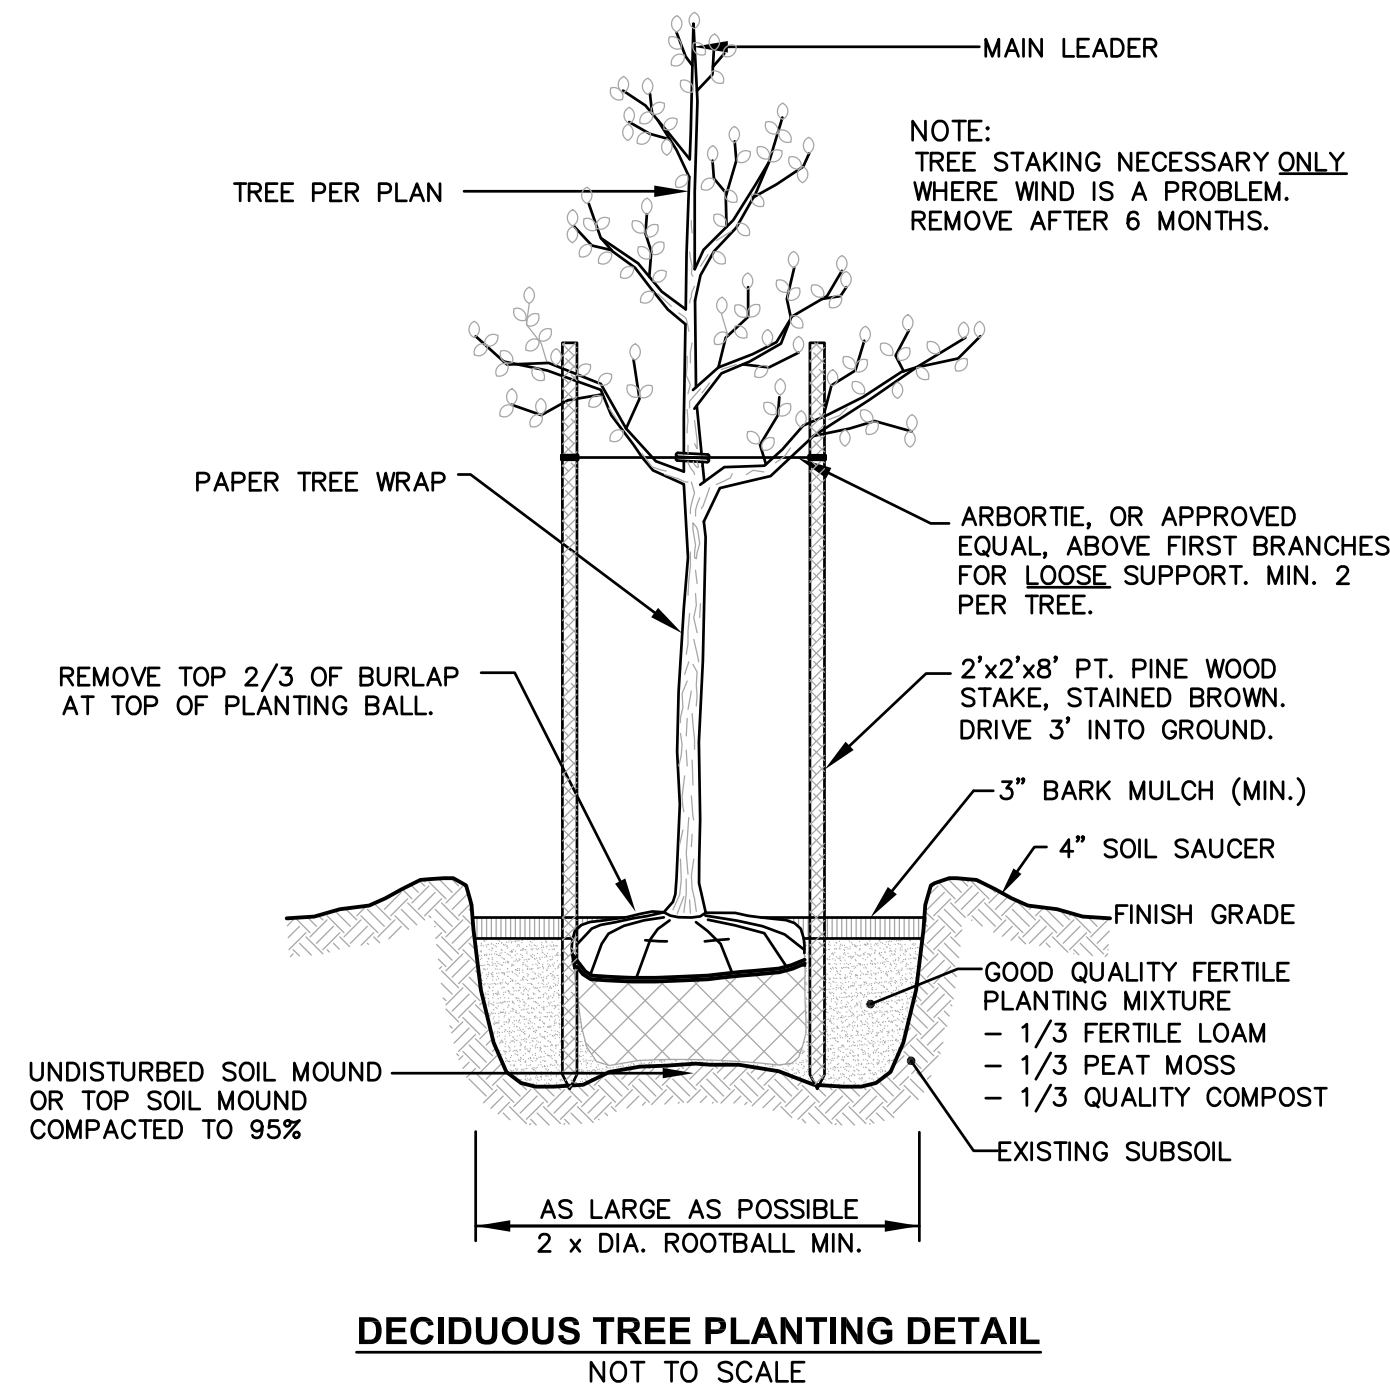 MAIN LEADER
NOTE:
TREE STAKING NECESSARY ONLY
WHERE WIND IS A PROBLEM.
REMOVE AFTER 6 MONTHS.
TREE PER PLAN
PAPER TREE WRAP
ARBORTIE, OR APPROVED
EQUAL, ABOVE FIRST BRANCHES
FOR LOOSE SUPPORT. MIN. 2
PER TREE.
REMOVE TOP 2/3 OF BURLAP
AT TOP OF PLANTING BALL.
2'x2'x8' PT. PINE WOOD
STAKE, STAINED BROWN.
DRIVE 3' INTO GROUND.
3" BARK MULCH (MIN.)
4" SOIL SAUCER
FINISH GRADE
GOOD QUALITY FERTILE
PLANTING MIXTURE
- 1/3 FERTILE LOAM
- 1/3 PEAT MOSS
- 1/3 QUALITY COMPOST
UNDISTURBED SOIL MOUND
OR TOP SOIL MOUND
COMPACTED TO 95%
EXISTING SUBSOIL
AS LARGE AS POSSIBLE
2 x DIA. ROOTBALL MIN.
DECIDUOUS TREE PLANTING DETAIL
NOT TO SCALE